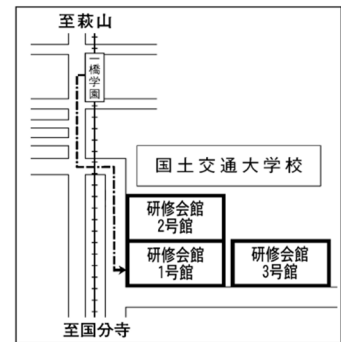 至萩山
一橋学園
国土交通大学校
研修会館
2号館
研修会館
1号館
研修会館
3号館
至国分寺